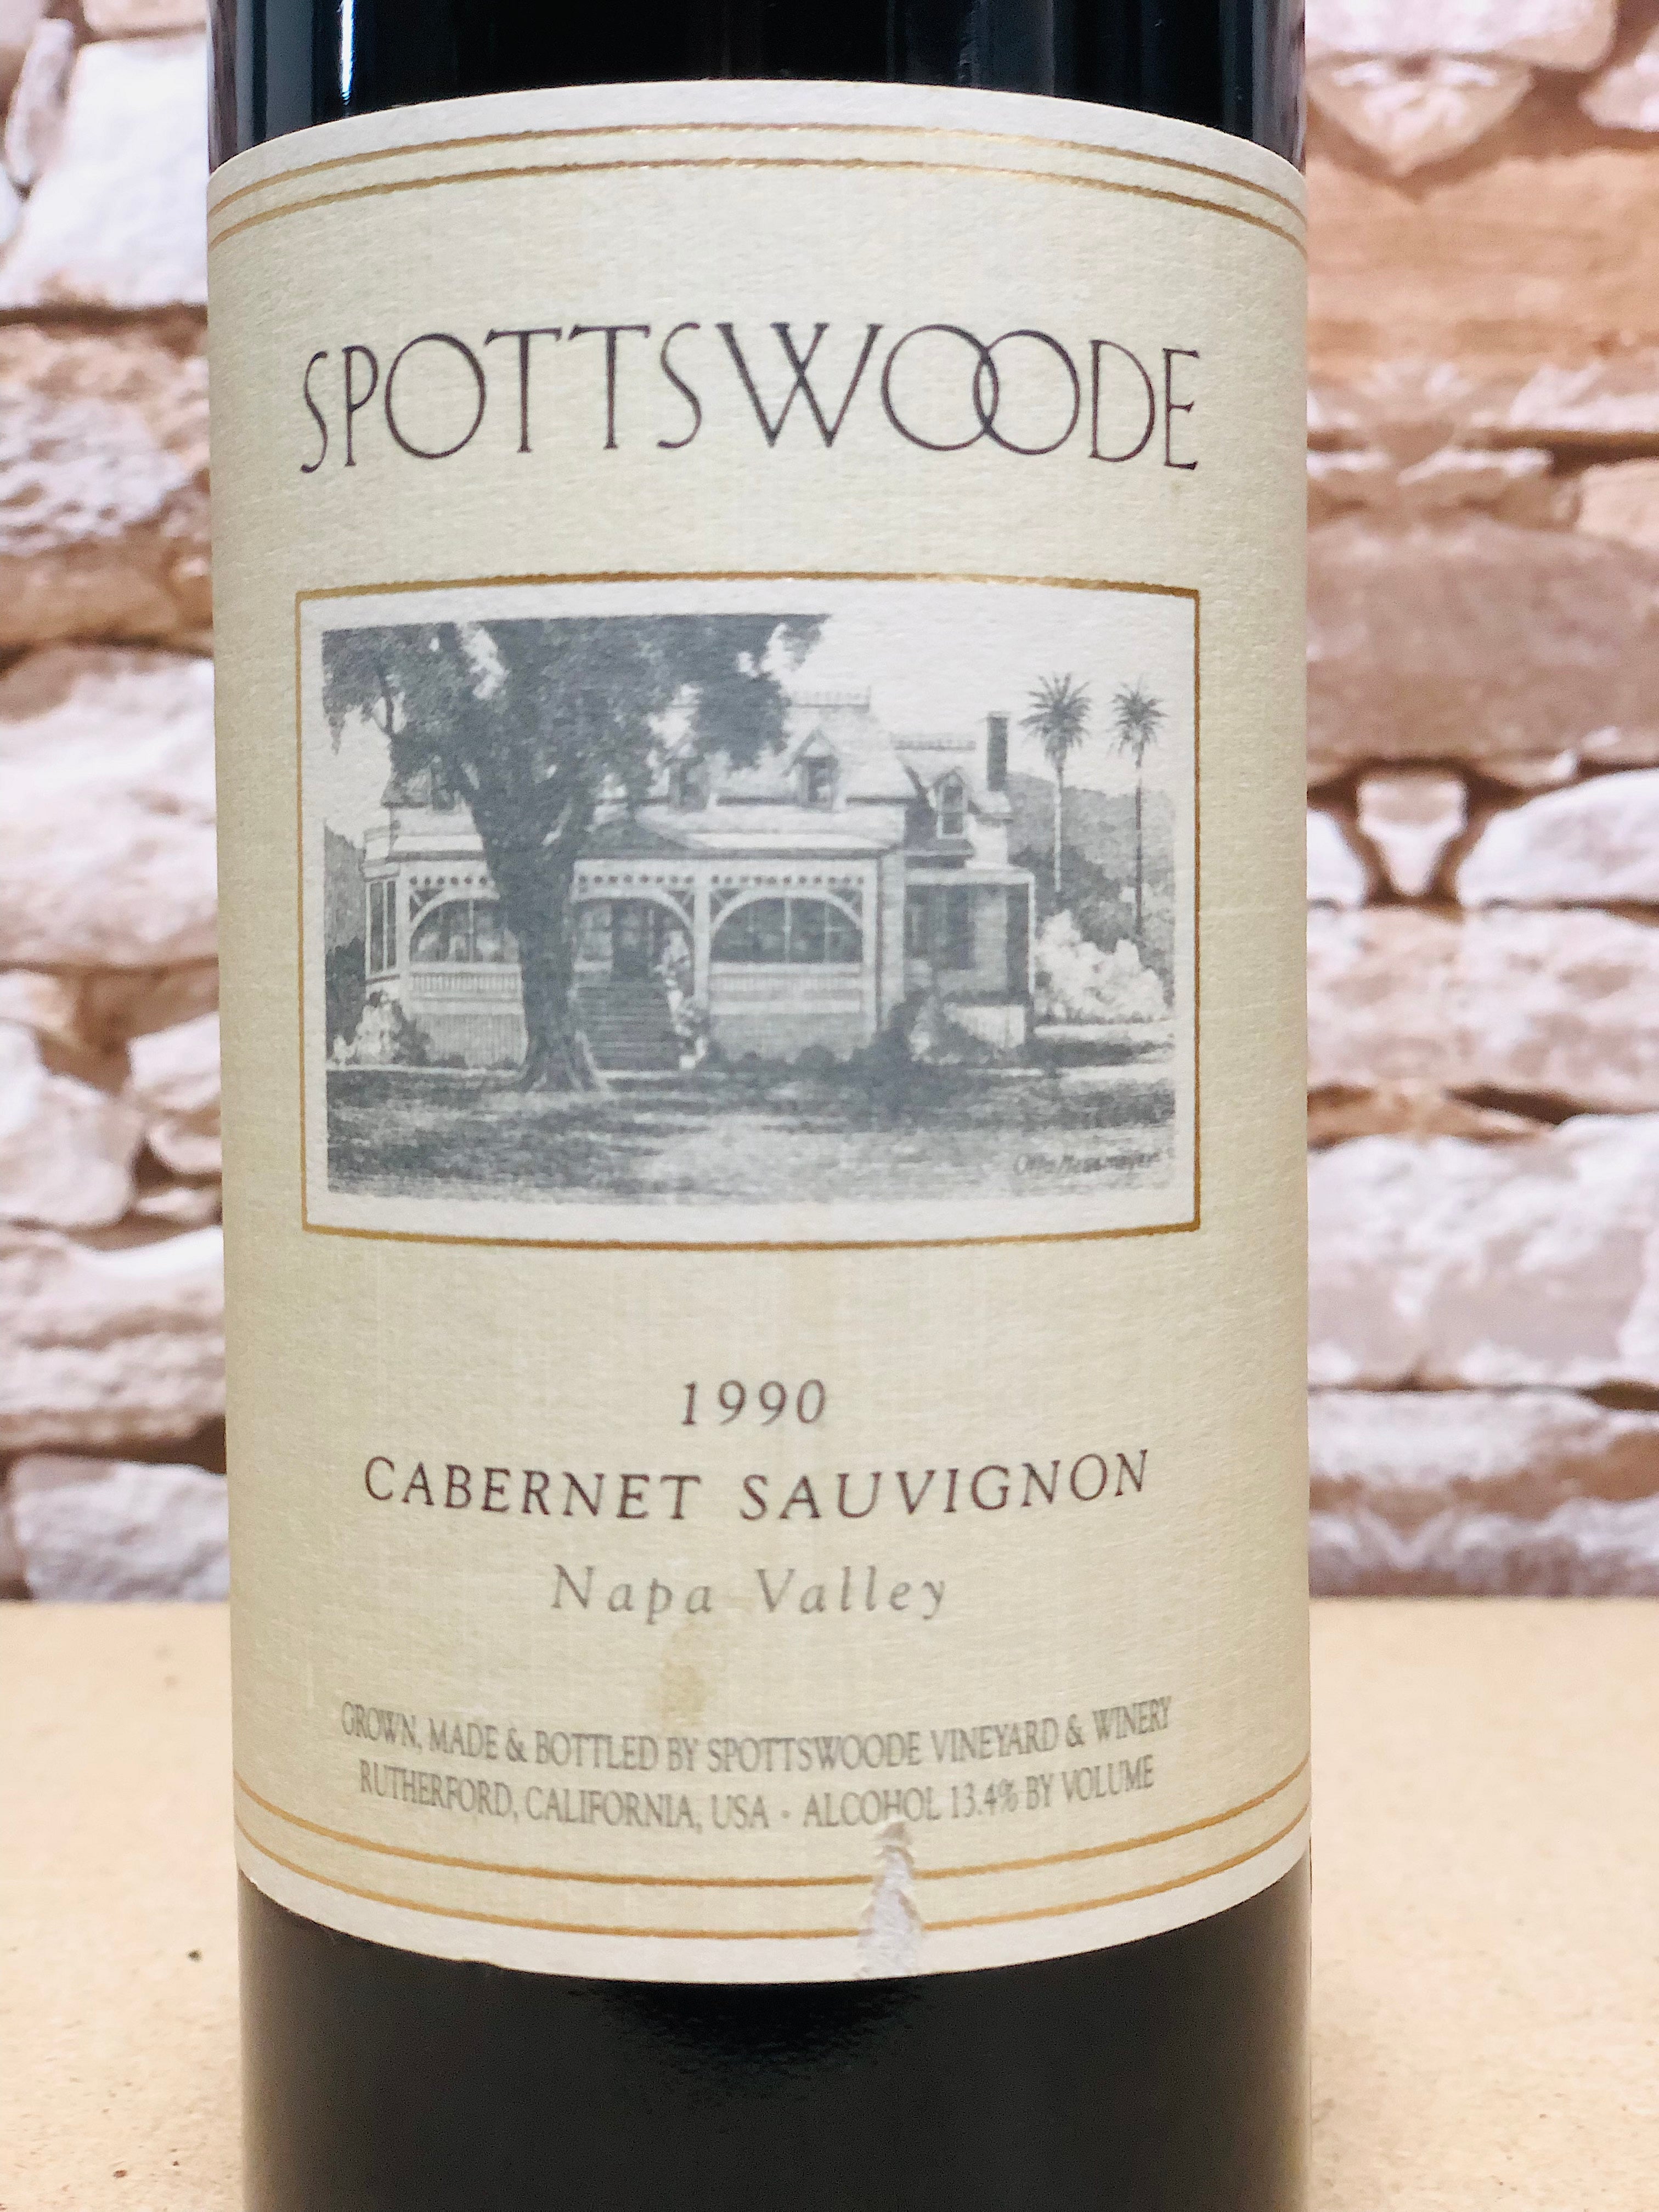 SPOTTSWOODE
1990
CABERNET SAUVIGNON
Napa Valley
GROWN, MADE & BOTTLED BY SPOTTSWOODE VINEYARD & WINERY
RUTHERFORD, CALIFORNIA, USA • ALCOHOL 13.4% BY VOLUME